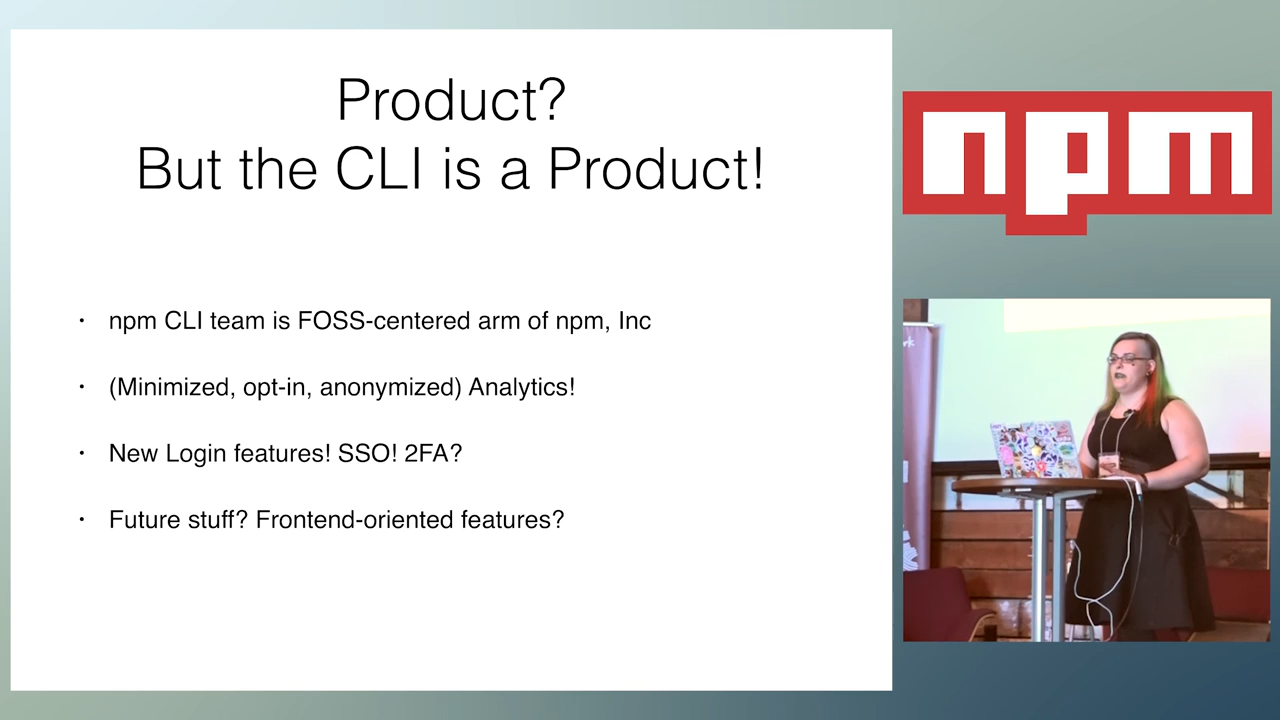 Product?
But the CLI is a Product!
• npm CLI team is FOSS-centered arm of npm, Inc
• (Minimized, opt-in, anonymized) Analytics!
• New Login features! SSO! 2FA?
• Future stuff? Frontend-oriented features?
npm